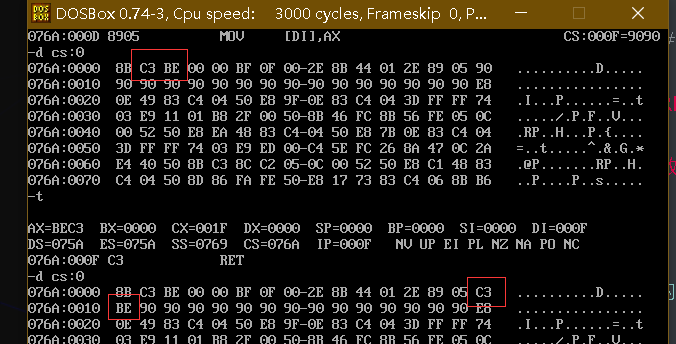 DOSBox 0.74-3, Cpu speed: 3000 cycles, Frameskip 0, P...
076A:000D 8905 MOV [DI],AX CS:000F=9090
-d cs:0
076A:0000 8B C3 BE 00 00 BF 0F 00-2E 8B 44 01 2E 89 05 90 ..........D.....
076A:0010 90 90 90 90 90 90 90 90-90 90 90 90 90 90 90 E8 ................
076A:0020 0E 49 83 C4 04 50 E8 9F-0E 83 C4 04 3D FF FF 74 .I...P......=..t
076A:0030 03 E9 11 01 B8 2F 00 50-8B 46 FC 8B 56 FE 05 0C ...../.P.F..V...
076A:0040 00 52 50 E8 EA 48 83 C4-04 50 E8 7B 0E 83 C4 04 .RP..H...P.{....
076A:0050 3D FF FF 74 03 E9 ED 00-C4 5E FC 26 8A 47 0C 2A =..t.....^.&.G.*
076A:0060 E4 40 50 8B C3 8C C2 05-0C 00 52 50 E8 C1 48 83 .@P.......RP..H.
076A:0070 C4 04 50 8D 86 FA FE 50-E8 17 73 83 C4 06 8B B6 ..P....P..s.....
-t
AX=BEC3 BX=0000 CX=001F DX=0000 SP=0000 BP=0000 SI=0000 DI=000F
DS=075A ES=075A SS=0769 CS=076A IP=000F NV UP EI PL NZ NA PO NC
076A:000F C3 RET
-d cs:0
076A:0000 8B C3 BE 00 00 BF 0F 00-2E 8B 44 01 2E 89 05 C3 ..........D.....
076A:0010 BE 90 90 90 90 90 90 90-90 90 90 90 90 90 90 E8 ................
076A:0020 0E 49 83 C4 04 50 E8 9F-0E 83 C4 04 3D FF FF 74 .I...P......=..t
076A:0030 03 E9 11 01 B8 2F 00 50-8B 46 FC 8B 56 FE 05 0C ...../.P.F..V...